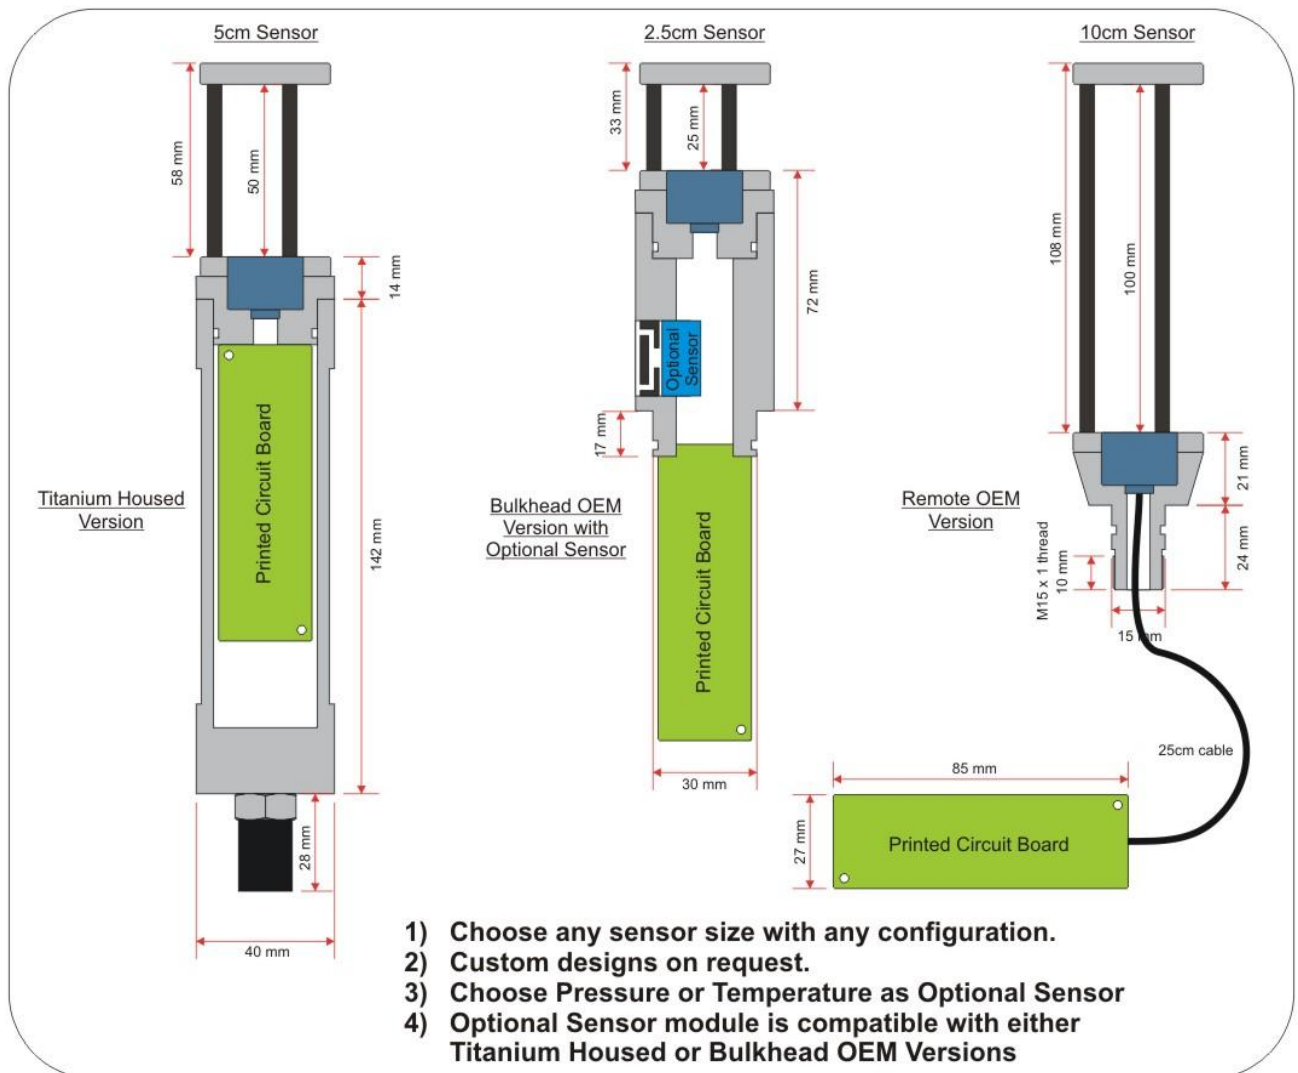 5cm Sensor
2.5cm Sensor
10cm Sensor
58 mm
50 mm
14 mm
142 mm
28 mm
40 mm
Printed Circuit Board
Titanium Housed
Version
33 mm
25 mm
72 mm
17 mm
30 mm
Optional
Sensor
Printed Circuit Board
Bulkhead OEM
Version with
Optional Sensor
108 mm
100 mm
21 mm
24 mm
M15 x 1 thread
10 mm
15 mm
Remote OEM
Version
25cm cable
85 mm
27 mm
Printed Circuit Board
1) Choose any sensor size with any configuration.
2) Custom designs on request.
3) Choose Pressure or Temperature as Optional Sensor
4) Optional Sensor module is compatible with either
Titanium Housed or Bulkhead OEM Versions